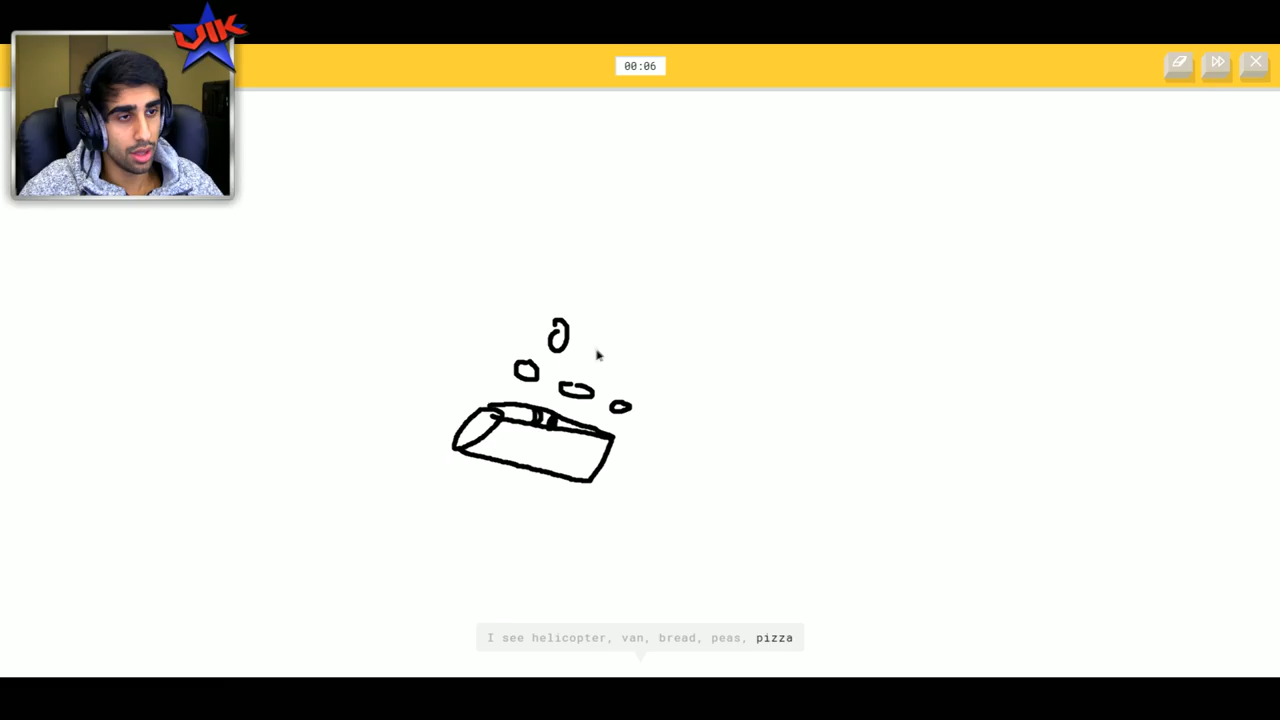 VIK
00:06
I see helicopter, van, bread, peas, pizza